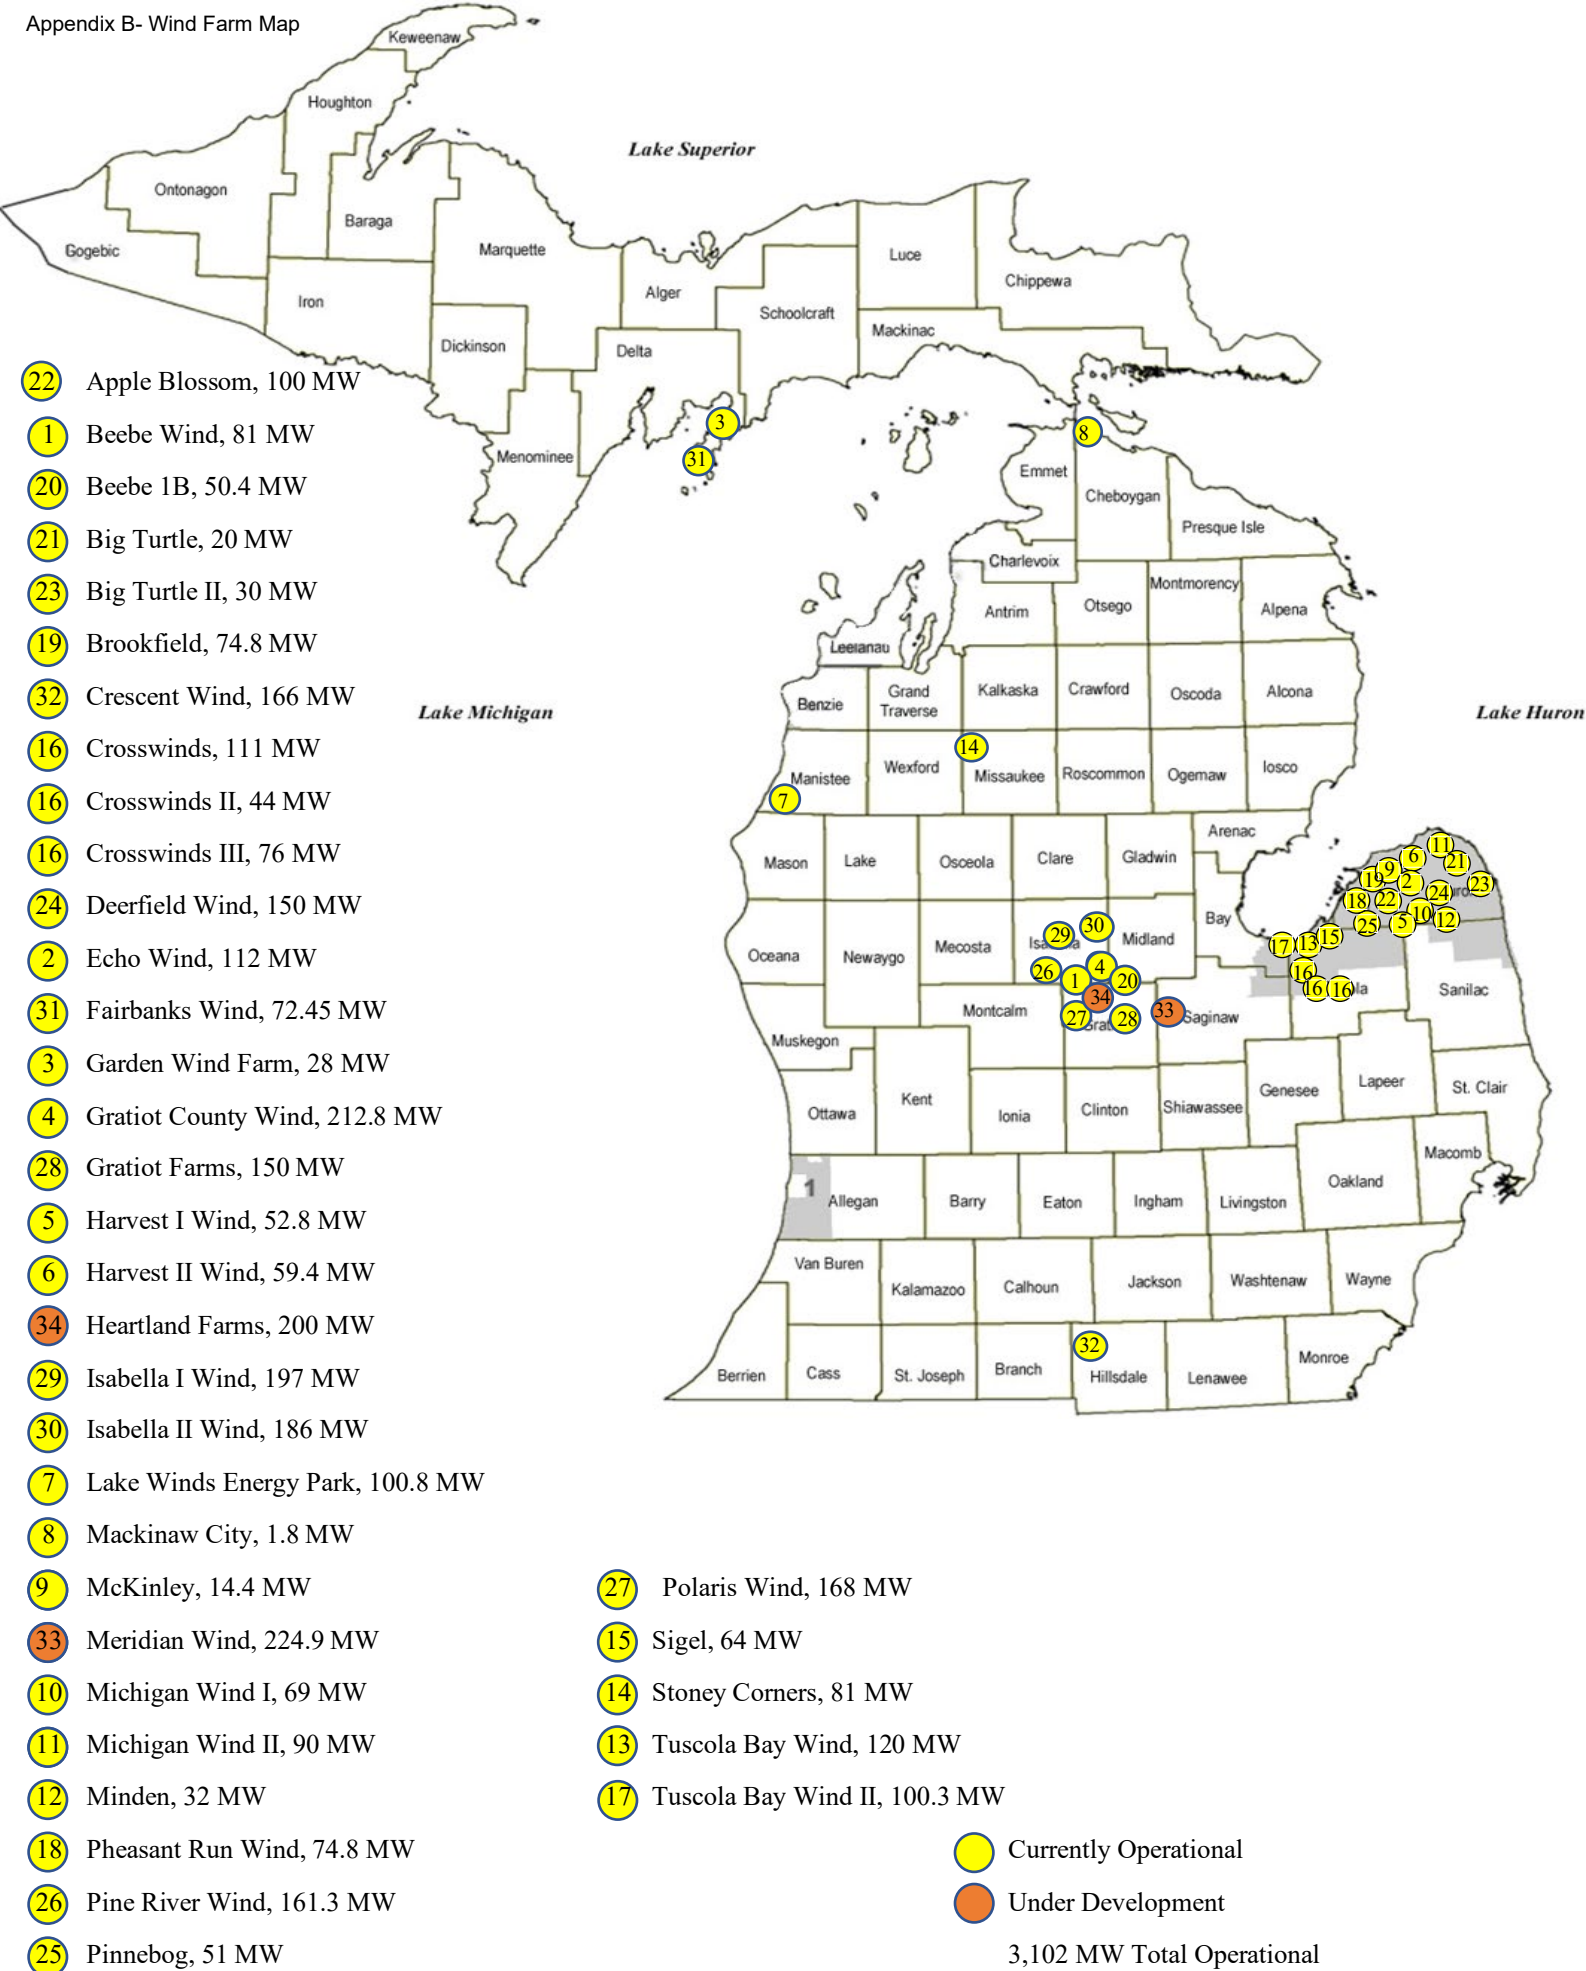 Appendix B- Wind Farm Map
Keweenaw
Houghton
Lake Superior
Ontonagon
Baraga
Gogebic
Marquette
Luce
Chippewa
Alger
Iron
Schoolcraft
Mackinac
Dickinson
Delta
Menominee
3
31
8
Emmet
Cheboygan
Presque Isle
Charlevoix
Montmorency
Antrim
Otsego
Alpena
Leelanau
Benzie
Grand
Traverse
Kalkaska
Crawford
Oscoda
Alcona
Lake Michigan
Lake Huron
14
Manistee
Wexford
Missaukee
Roscommon
Ogemaw
Iosco
7
Arenac
Mason
Lake
Osceola
Clare
Gladwin
11
6
21
9
19
2
23
24
18
22
10
12
25
5
15
17
13
16
16
16
Bay
30
29
Midland
Oceana
Newaygo
Mecosta
26
4
1
20
34
27
28
33
Montcalm
Saginaw
Sanilac
Muskegon
Kent
Ottawa
Ionia
Clinton
Shiawassee
Genesee
Lapeer
St. Clair
Macomb
Oakland
1
Allegan
Barry
Eaton
Ingham
Livingston
Van Buren
Kalamazoo
Calhoun
Jackson
Washtenaw
Wayne
32
Berrien
Cass
St. Joseph
Branch
Hillsdale
Lenawee
Monroe
22 Apple Blossom, 100 MW
1 Beebe Wind, 81 MW
20 Beebe 1B, 50.4 MW
21 Big Turtle, 20 MW
23 Big Turtle II, 30 MW
19 Brookfield, 74.8 MW
32 Crescent Wind, 166 MW
16 Crosswinds, 111 MW
16 Crosswinds II, 44 MW
16 Crosswinds III, 76 MW
24 Deerfield Wind, 150 MW
2 Echo Wind, 112 MW
31 Fairbanks Wind, 72.45 MW
3 Garden Wind Farm, 28 MW
4 Gratiot County Wind, 212.8 MW
28 Gratiot Farms, 150 MW
5 Harvest I Wind, 52.8 MW
6 Harvest II Wind, 59.4 MW
34 Heartland Farms, 200 MW
29 Isabella I Wind, 197 MW
30 Isabella II Wind, 186 MW
7 Lake Winds Energy Park, 100.8 MW
8 Mackinaw City, 1.8 MW
9 McKinley, 14.4 MW
33 Meridian Wind, 224.9 MW
10 Michigan Wind I, 69 MW
11 Michigan Wind II, 90 MW
12 Minden, 32 MW
18 Pheasant Run Wind, 74.8 MW
26 Pine River Wind, 161.3 MW
25 Pinnebog, 51 MW
27 Polaris Wind, 168 MW
15 Sigel, 64 MW
14 Stoney Corners, 81 MW
13 Tuscola Bay Wind, 120 MW
17 Tuscola Bay Wind II, 100.3 MW
Currently Operational
Under Development
3,102 MW Total Operational